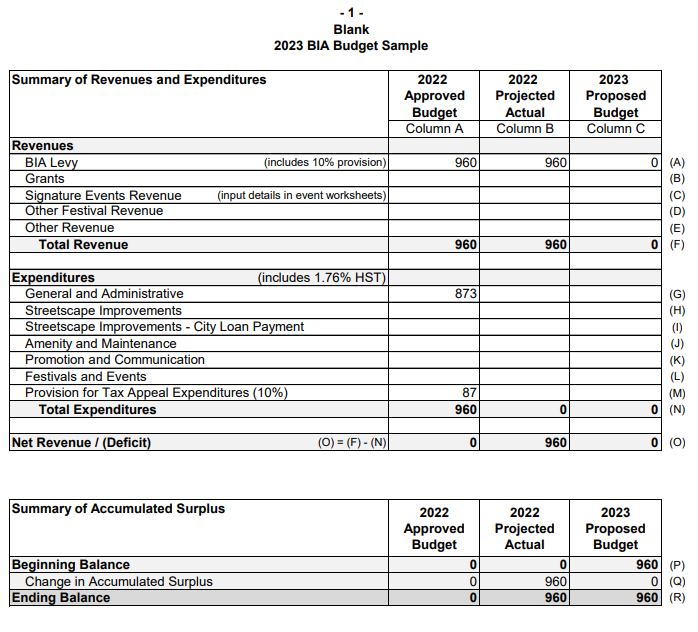 - 1 -
Blank
2023 BIA Budget Sample
Summary of Revenues and Expenditures 2022 2022 2023
Approved Projected Proposed
Budget Actual Budget
Column A Column B Column C
Revenues
BIA Levy (includes 10% provision) 960 960 0 (A)
Grants (B)
Signature Events Revenue (input details in event worksheets) (C)
Other Festival Revenue (D)
Other Revenue (E)
Total Revenue 960 960 0 (F)
Expenditures (includes 1.76% HST)
General and Administrative 873 (G)
Streetscape Improvements (H)
Streetscape Improvements - City Loan Payment (I)
Amenity and Maintenance (J)
Promotion and Communication (K)
Festivals and Events (L)
Provision for Tax Appeal Expenditures (10%) 87 (M)
Total Expenditures 960 0 0 (N)
Net Revenue / (Deficit) (O) = (F) - (N) 0 960 0 (O)
Summary of Accumulated Surplus 2022 2022 2023
Approved Projected Proposed
Budget Actual Budget
Beginning Balance 0 0 960 (P)
Change in Accumulated Surplus 0 960 0 (Q)
Ending Balance 0 960 960 (R)